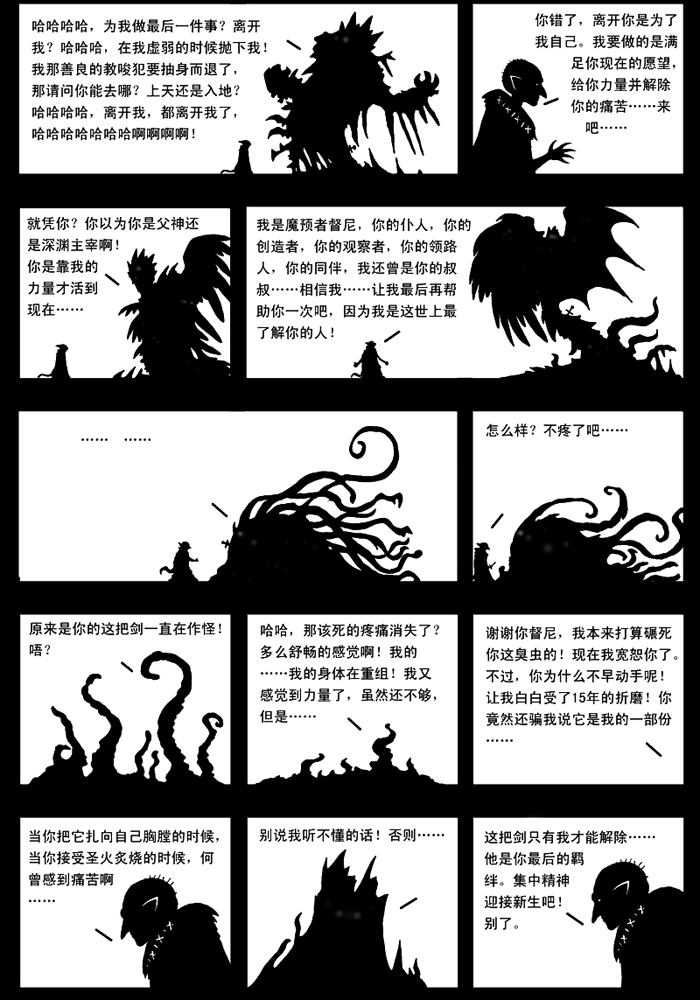 哈哈哈哈，为我做最后一件事？离开
我？哈哈哈，在我虚弱的时候抛下我！
我那善良的教唆犯要抽身而退了，
那请问你能去哪？上天还是入地？
哈哈哈哈，离开我，都离开我了，
哈哈哈哈哈哈哈啊啊啊啊！
你错了，离开你是为了
我自己。我要做的是满
足你现在的愿望，
给你力量并解除
你的痛苦……来
吧……
就凭你？你以为你是父神还
是深渊主宰啊！
你是靠我的
力量才活到
现在……
我是魔预者督尼，你的仆人，你的
创造者，你的观察者，你的领路
人，你的同伴，我还曾是你的叔
叔……相信我……让我最后再帮
助你一次吧，因为我是这世上最
了解你的人！
…… ……
怎么样？不疼了吧……
原来是你的这把剑一直在作怪！
唔？
哈哈，那该死的疼痛消失了？
多么舒畅的感觉啊！我的
……我的身体在重组！我又
感觉到力量了，虽然还不够，
但是……
谢谢你督尼，我本来打算碾死
你这臭虫的！现在我宽恕你了。
不过，你为什么不早动手呢！
让我白白受了15年的折磨！你
竟然还骗我说它是我的一部份
……
当你把它扎向自己胸膛的时候，
当你接受圣火炙烧的时候，何
曾感到痛苦啊
……
别说我听不懂的话！否则……
这把剑只有我才能解除……
他是你最后的羁
绊。集中精神
迎接新生吧！
别了。